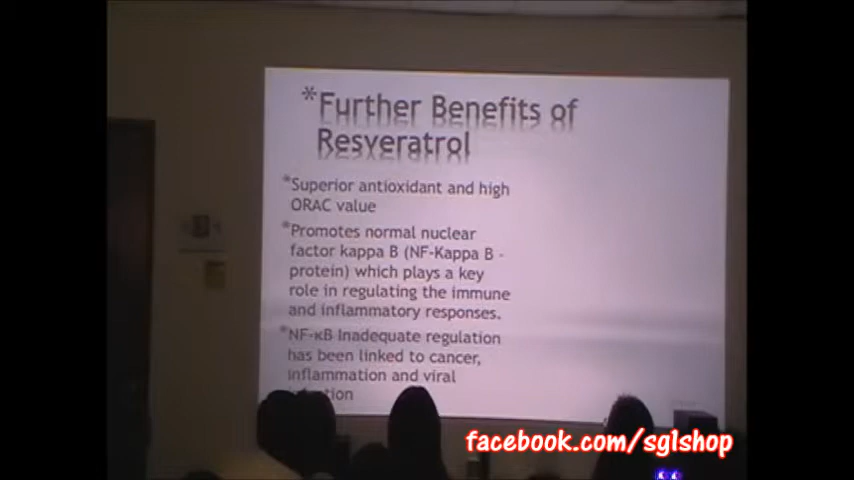 *Further Benefits of
Resveratrol
*Superior antioxidant and high
ORAC value
*Promotes normal nuclear
factor kappa B (NF-Kappa B -
protein) which plays a key
role in regulating the immune
and inflammatory responses.
*NF-κB Inadequate regulation
has been linked to cancer,
inflammation and viral
facebook.com/sglshop